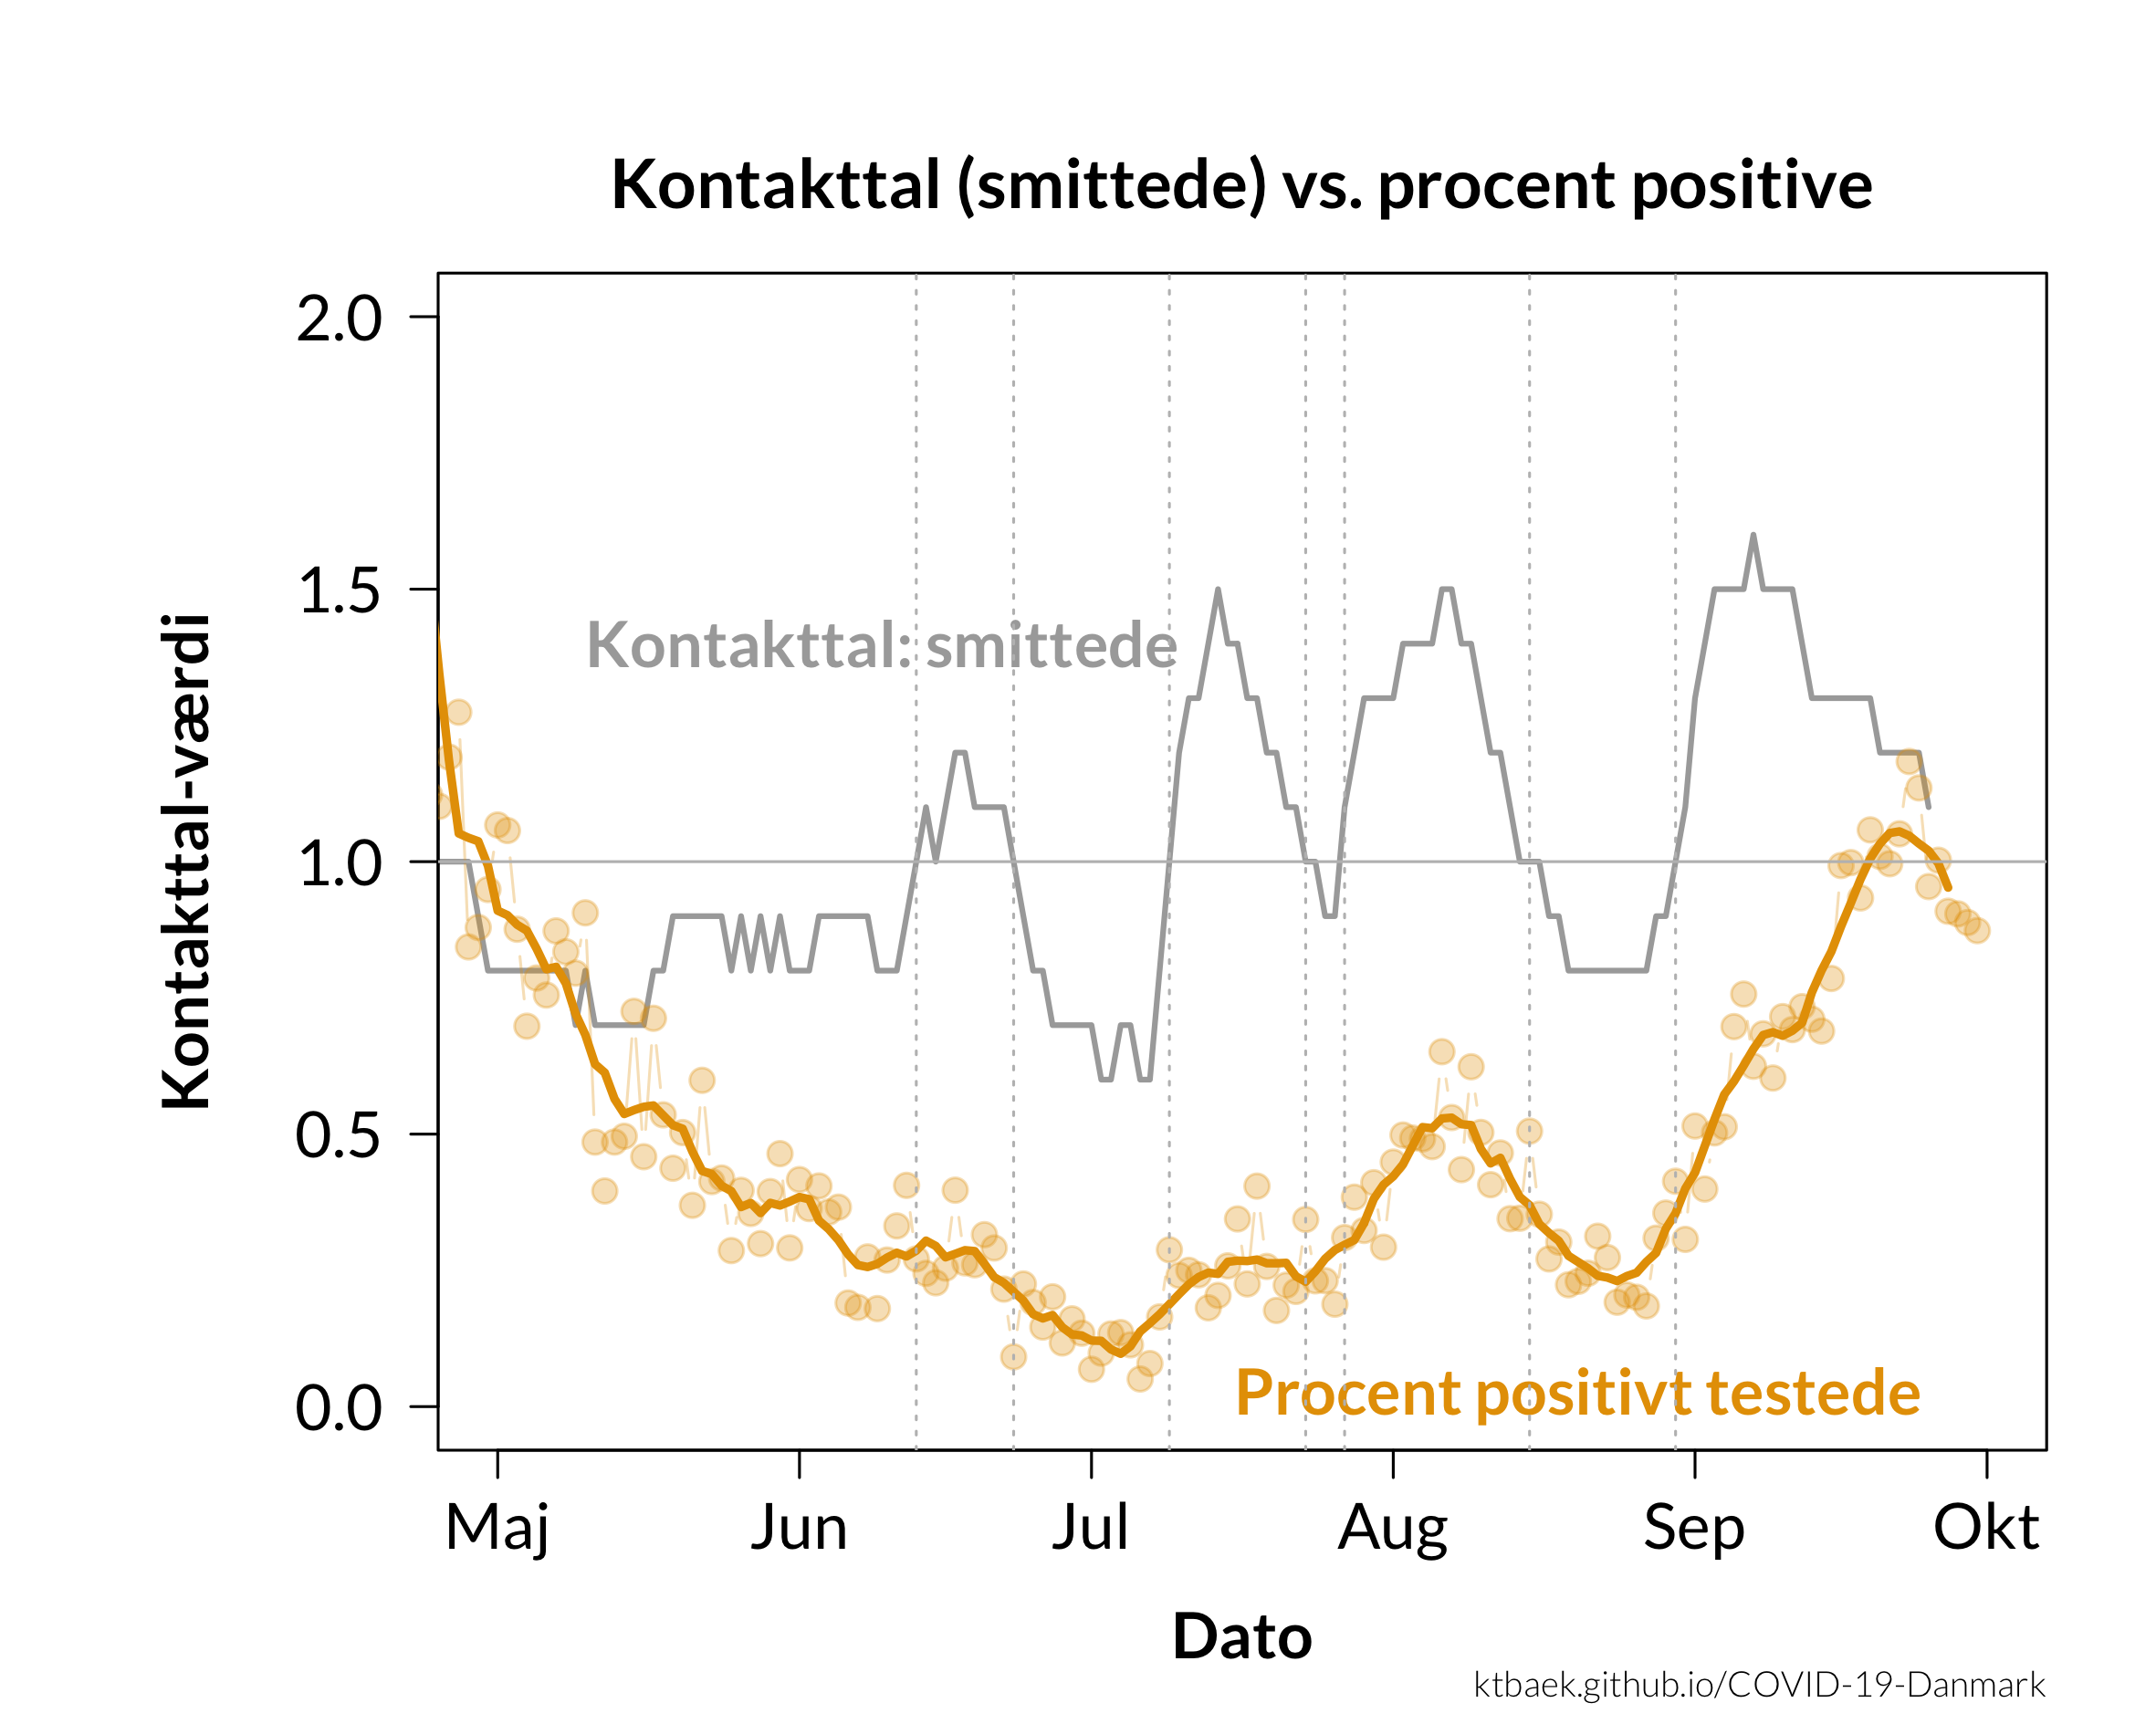 Kontakttal (smittede) vs. procent positive
Kontakttal-værdi
2.0
1.5
1.0
0.5
0.0
Kontakttal: smittede
Procent positivt testede
Maj Jun Jul Aug Sep Okt
Dato
ktbaek.github.io/COVID-19-Danmark